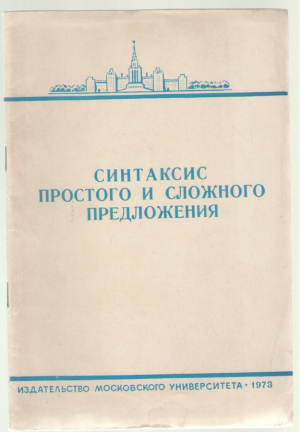 СИНТАКСИС
ПРОСТОГО И СЛОЖНОГО
ПРЕДЛОЖЕНИЯ
ИЗДАТЕЛЬСТВО МОСКОВСКОГО УНИВЕРСИТЕТА · 1973